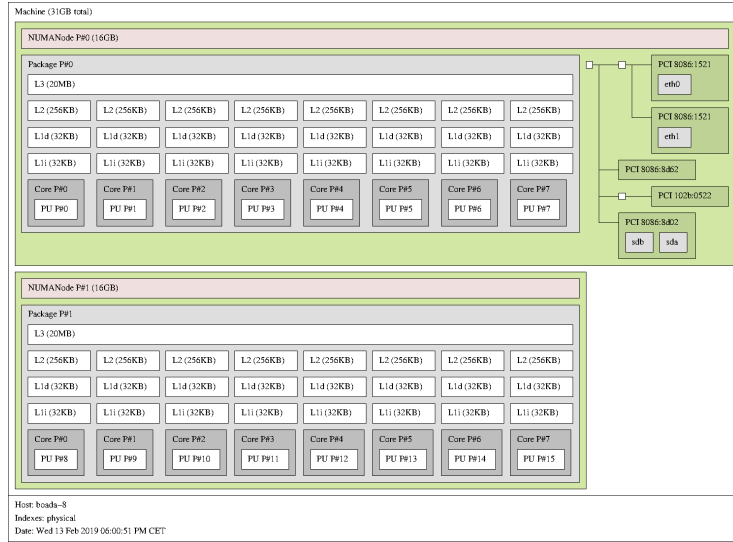 Machine (31GB total)
NUMANode P#0 (16GB)
Package P#0
L3 (20MB)
L2 (256KB) L2 (256KB) L2 (256KB) L2 (256KB) L2 (256KB) L2 (256KB) L2 (256KB) L2 (256KB)
L1d (32KB) L1d (32KB) L1d (32KB) L1d (32KB) L1d (32KB) L1d (32KB) L1d (32KB) L1d (32KB)
L1i (32KB) L1i (32KB) L1i (32KB) L1i (32KB) L1i (32KB) L1i (32KB) L1i (32KB) L1i (32KB)
Core P#0 Core P#1 Core P#2 Core P#3 Core P#4 Core P#5 Core P#6 Core P#7
PU P#0 PU P#1 PU P#2 PU P#3 PU P#4 PU P#5 PU P#6 PU P#7
PCI 8086:1521
eth0
PCI 8086:1521
eth1
PCI 8086:8d62
PCI 102b:0522
PCI 8086:8d02
sdb sda
NUMANode P#1 (16GB)
Package P#1
L3 (20MB)
L2 (256KB) L2 (256KB) L2 (256KB) L2 (256KB) L2 (256KB) L2 (256KB) L2 (256KB) L2 (256KB)
L1d (32KB) L1d (32KB) L1d (32KB) L1d (32KB) L1d (32KB) L1d (32KB) L1d (32KB) L1d (32KB)
L1i (32KB) L1i (32KB) L1i (32KB) L1i (32KB) L1i (32KB) L1i (32KB) L1i (32KB) L1i (32KB)
Core P#0 Core P#1 Core P#2 Core P#3 Core P#4 Core P#5 Core P#6 Core P#7
PU P#8 PU P#9 PU P#10 PU P#11 PU P#12 PU P#13 PU P#14 PU P#15
Host: boada-8
Indexes: physical
Date: Wed 13 Feb 2019 06:00:51 PM CET